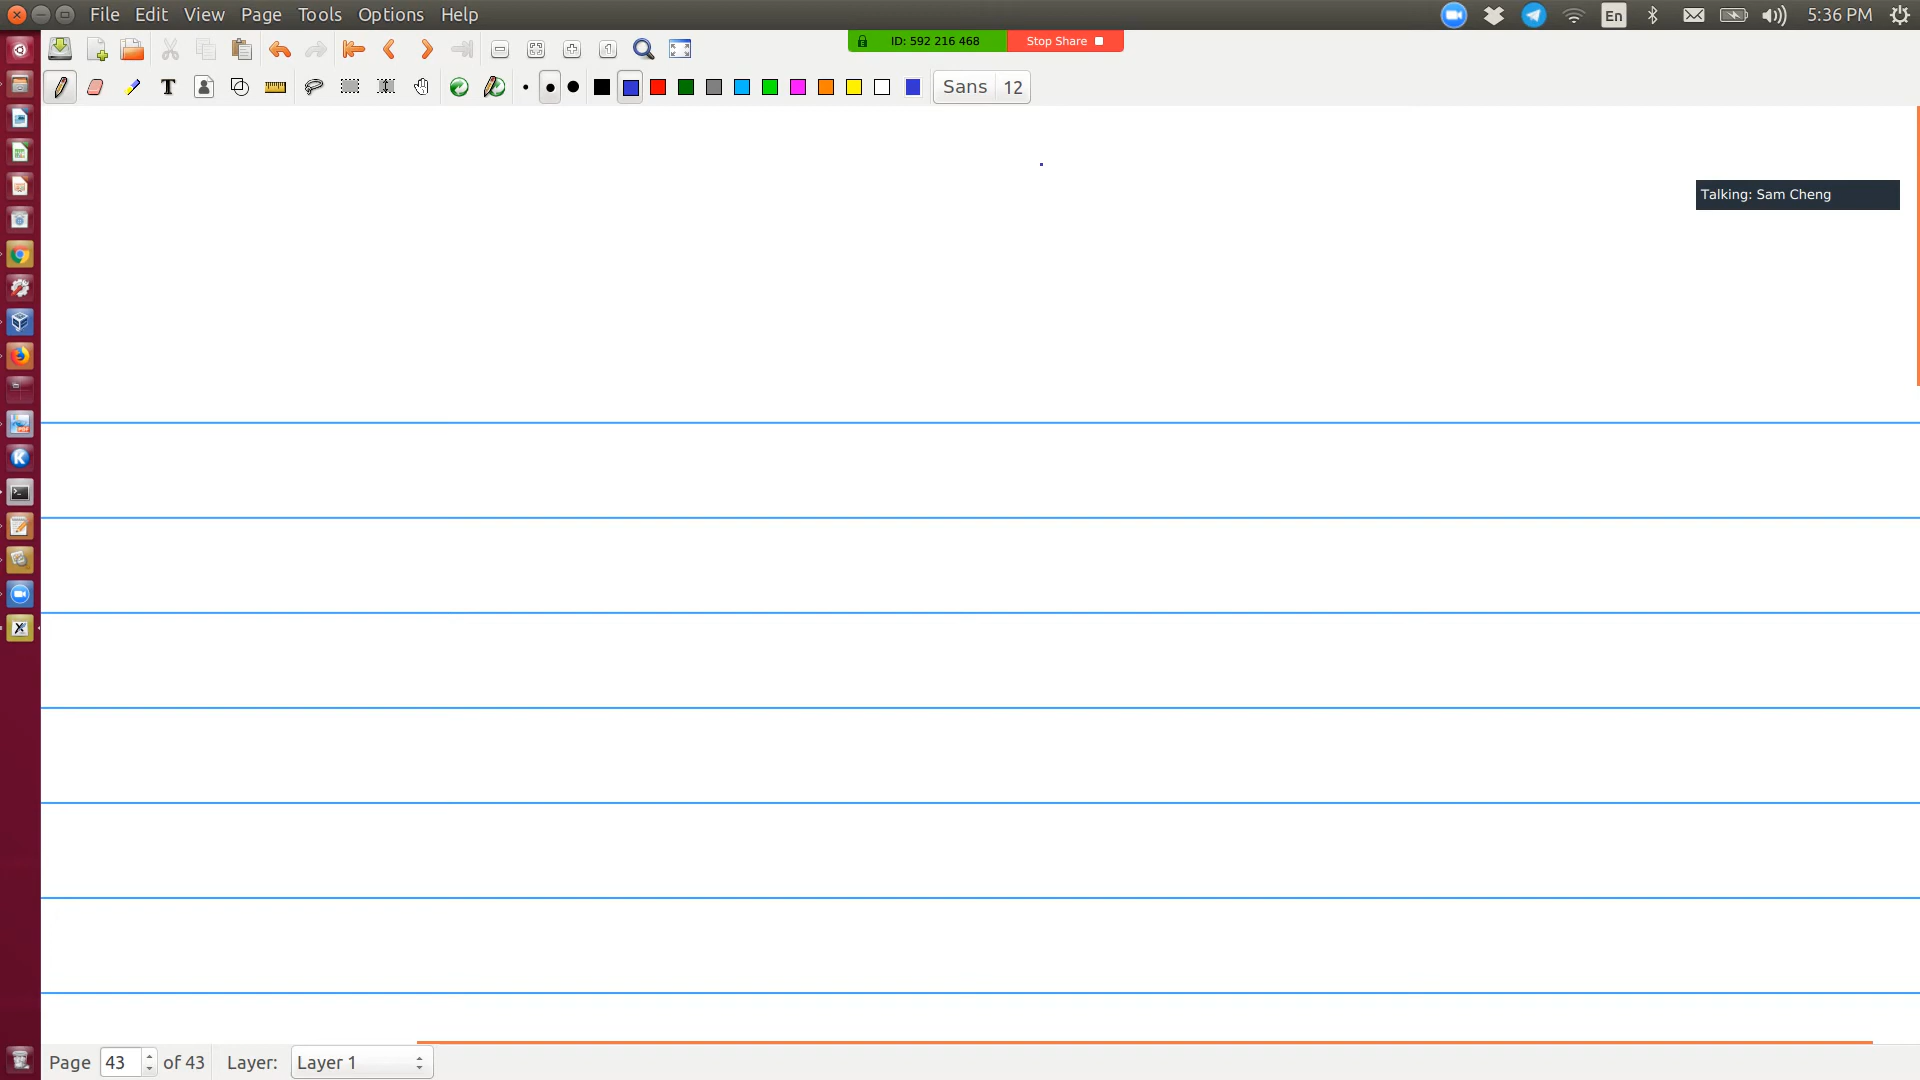 File Edit View Page Tools Options Help
En
5:36 PM
ID: 592 216 468 Stop Share
T
Sans 12
Talking: Sam Cheng
Page 43 of 43 Layer: Layer 1